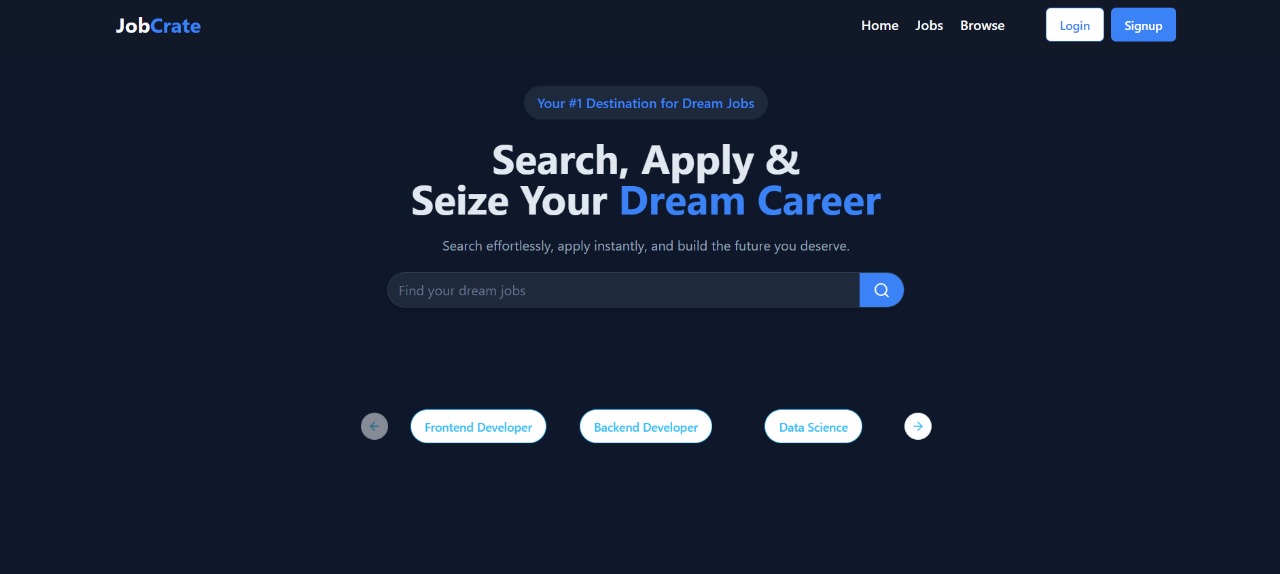 JobCrate
Home Jobs Browse Login Signup
Your #1 Destination for Dream Jobs
Search, Apply &
Seize Your Dream Career
Search effortlessly, apply instantly, and build the future you deserve.
Find your dream jobs
Frontend Developer Backend Developer Data Science